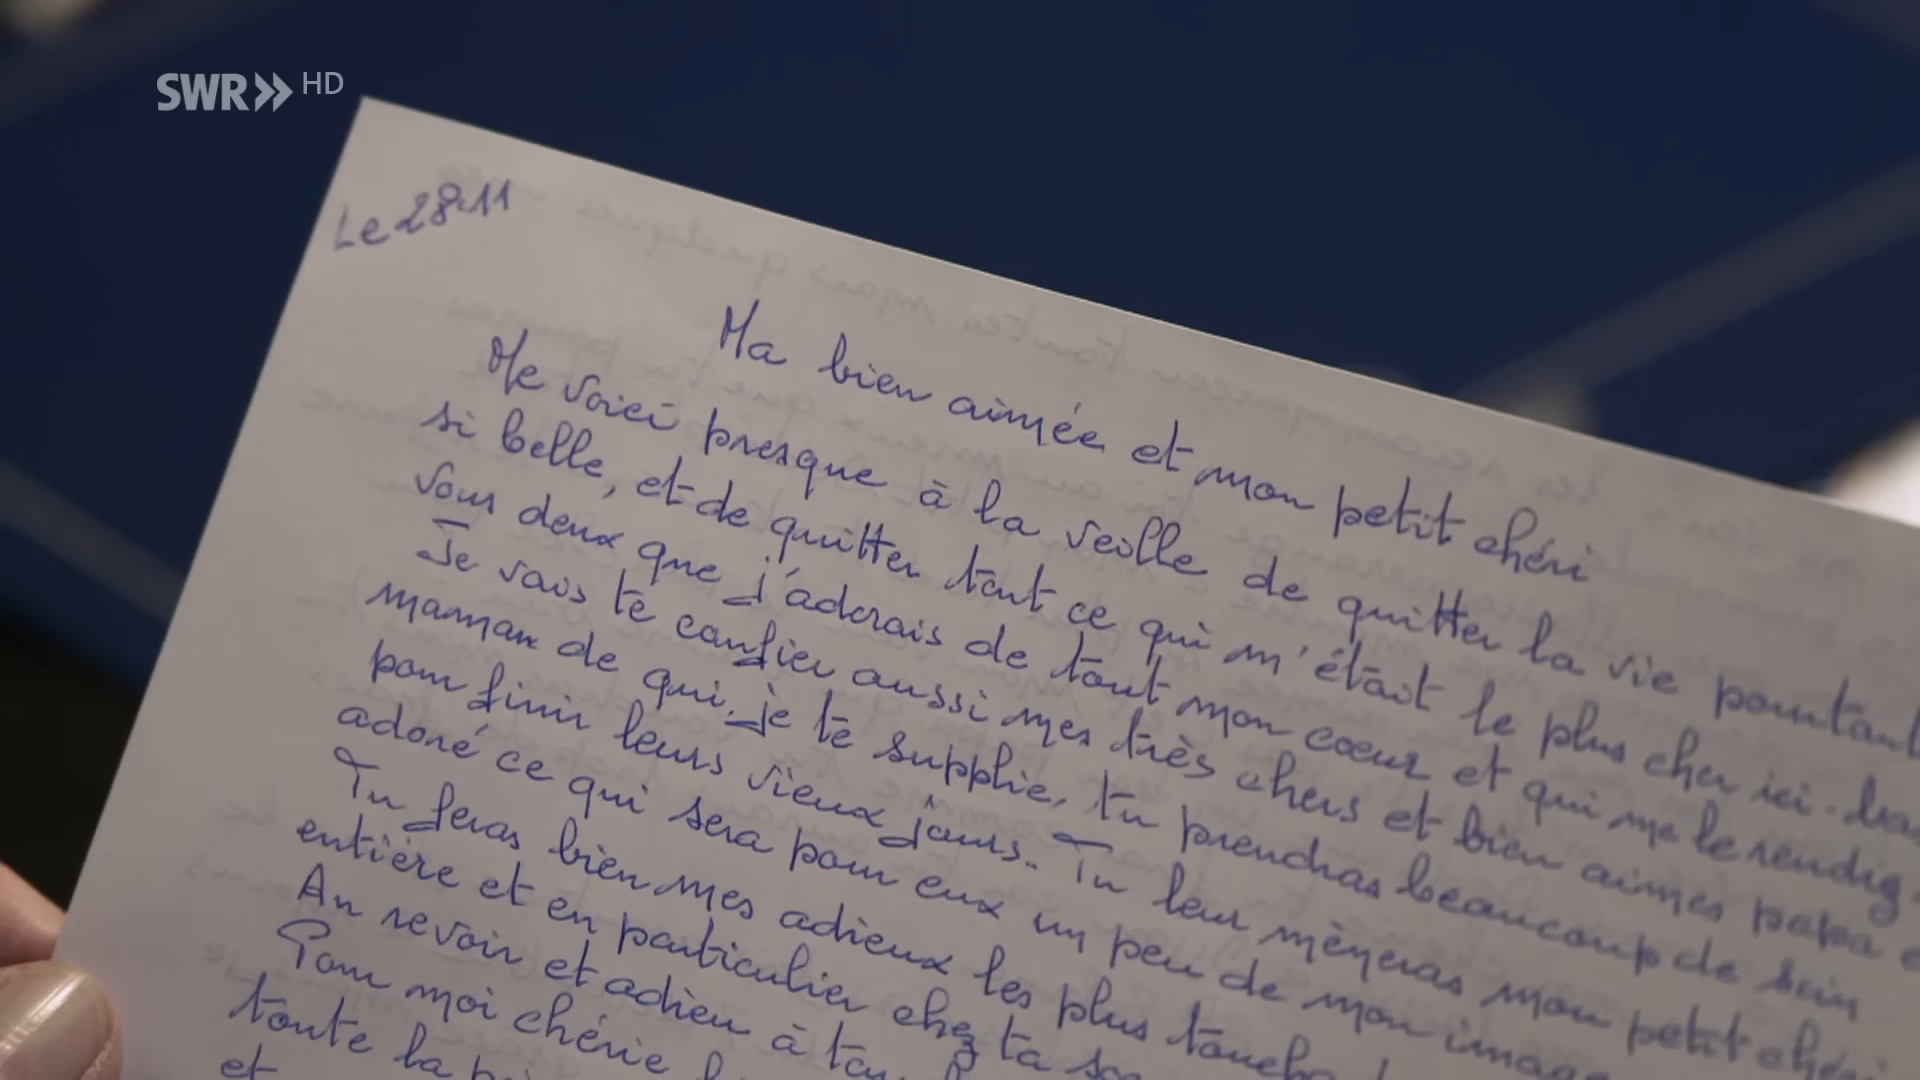 SWR>> HD
Le 28.11
Ma bien aimée et mon petit chéri
Me voici presque à la veille de quitter la vie pourtant
si belle, et de quitter tout ce qui m'était le plus cher ici.
vous deux que j'adorais de tout mon coeur et qui me le rendiez
Je vais te confier aussi mes très chers et bien aimés papa
maman de qui, je te supplie, tu prendras beaucoup de soin
pour finir leurs vieux jours. Tu leur mèneras mon petit chéri
adoré ce qui sera pour eux un peu de mon image
Tu feras bien mes adieux les plus
entière et en particulier chez ta
Au revoir et adieu à
Pour moi chérie
toute la
et